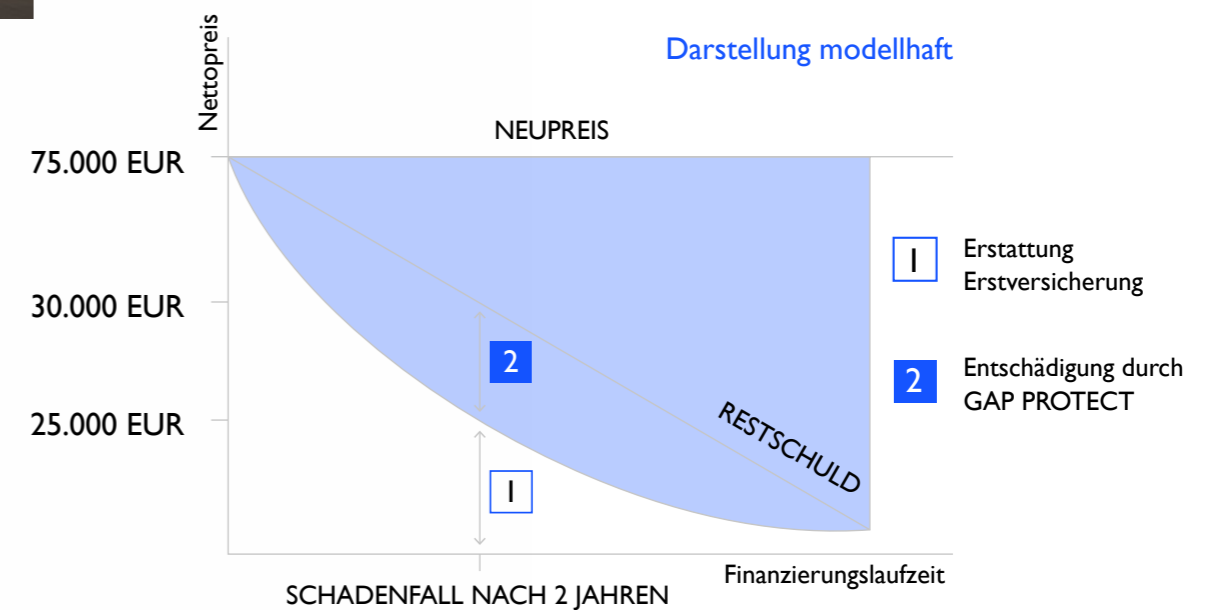 Darstellung modellhaft
Nettopreis
NEUPREIS
75.000 EUR
1
Erstattung
Erstversicherung
30.000 EUR
2
2
Entschädigung durch
GAP PROTECT
25.000 EUR
RESTSCHULD
1
Finanzierungslaufzeit
SCHADENFALL NACH 2 JAHREN